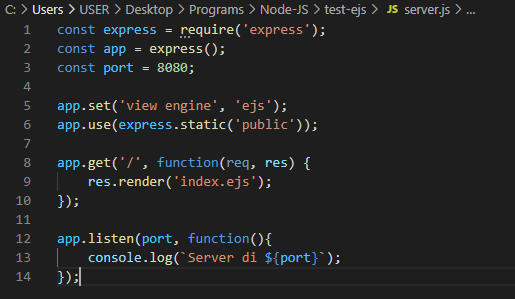 C: > Users > USER > Desktop > Programs > Node-JS > test-ejs > JS server.js > ...
1 const express = require('express');
2 const app = express();
3 const port = 8080;
4
5 app.set('view engine', 'ejs');
6 app.use(express.static('public'));
7
8 app.get('/', function(req, res) {
9     res.render('index.ejs');
10 });
11
12 app.listen(port, function(){
13     console.log(`Server di ${port}`);
14 });